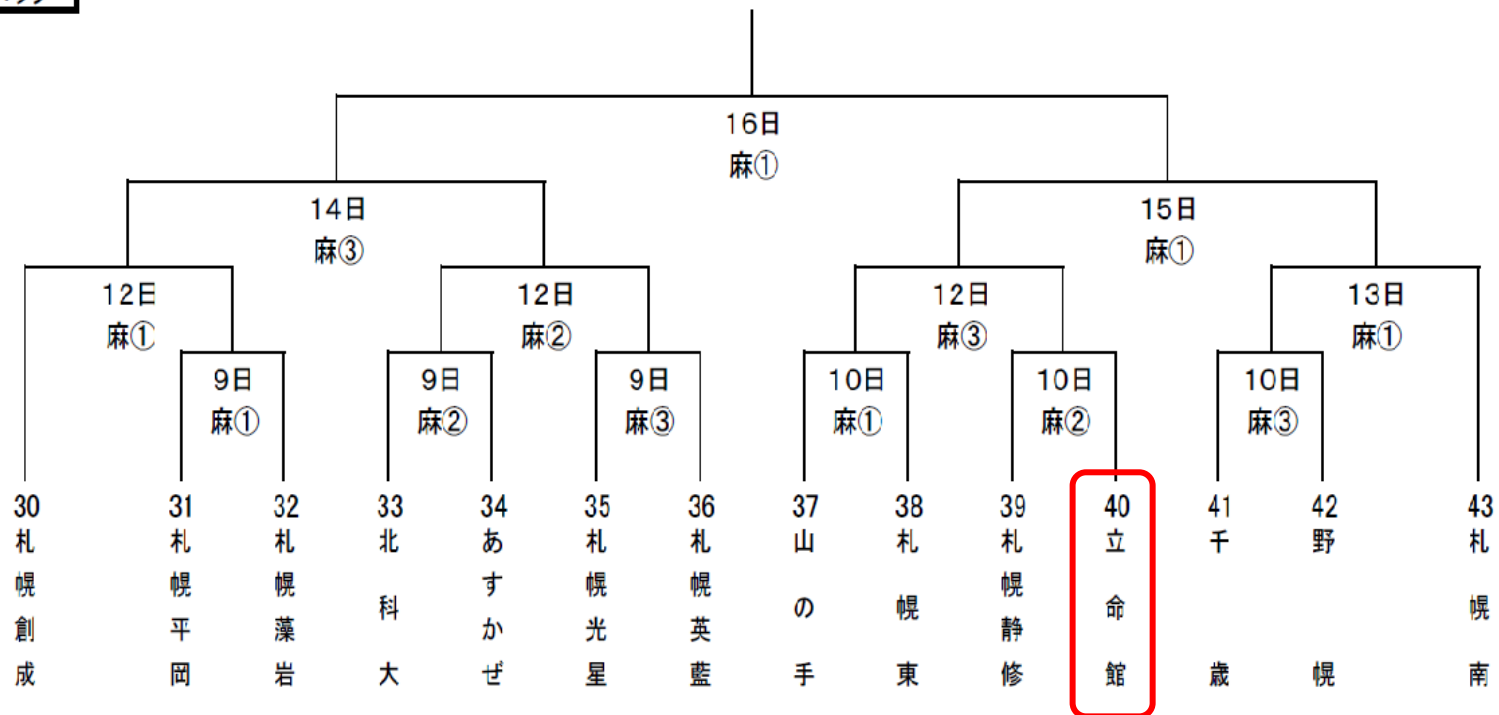 16日
麻①
14日
麻③
15日
麻①
12日
麻①
12日
麻②
12日
麻③
13日
麻①
9日
麻①
9日
麻②
9日
麻③
10日
麻①
10日
麻②
10日
麻③
30
札幌創成
31
札幌平岡
32
札幌藻岩
33
北科大
34
あすかぜ
35
札幌光星
36
札幌英藍
37
山の手
38
札幌東
39
札幌静修
40
立命館
41
千歳
42
野幌
43
札幌南